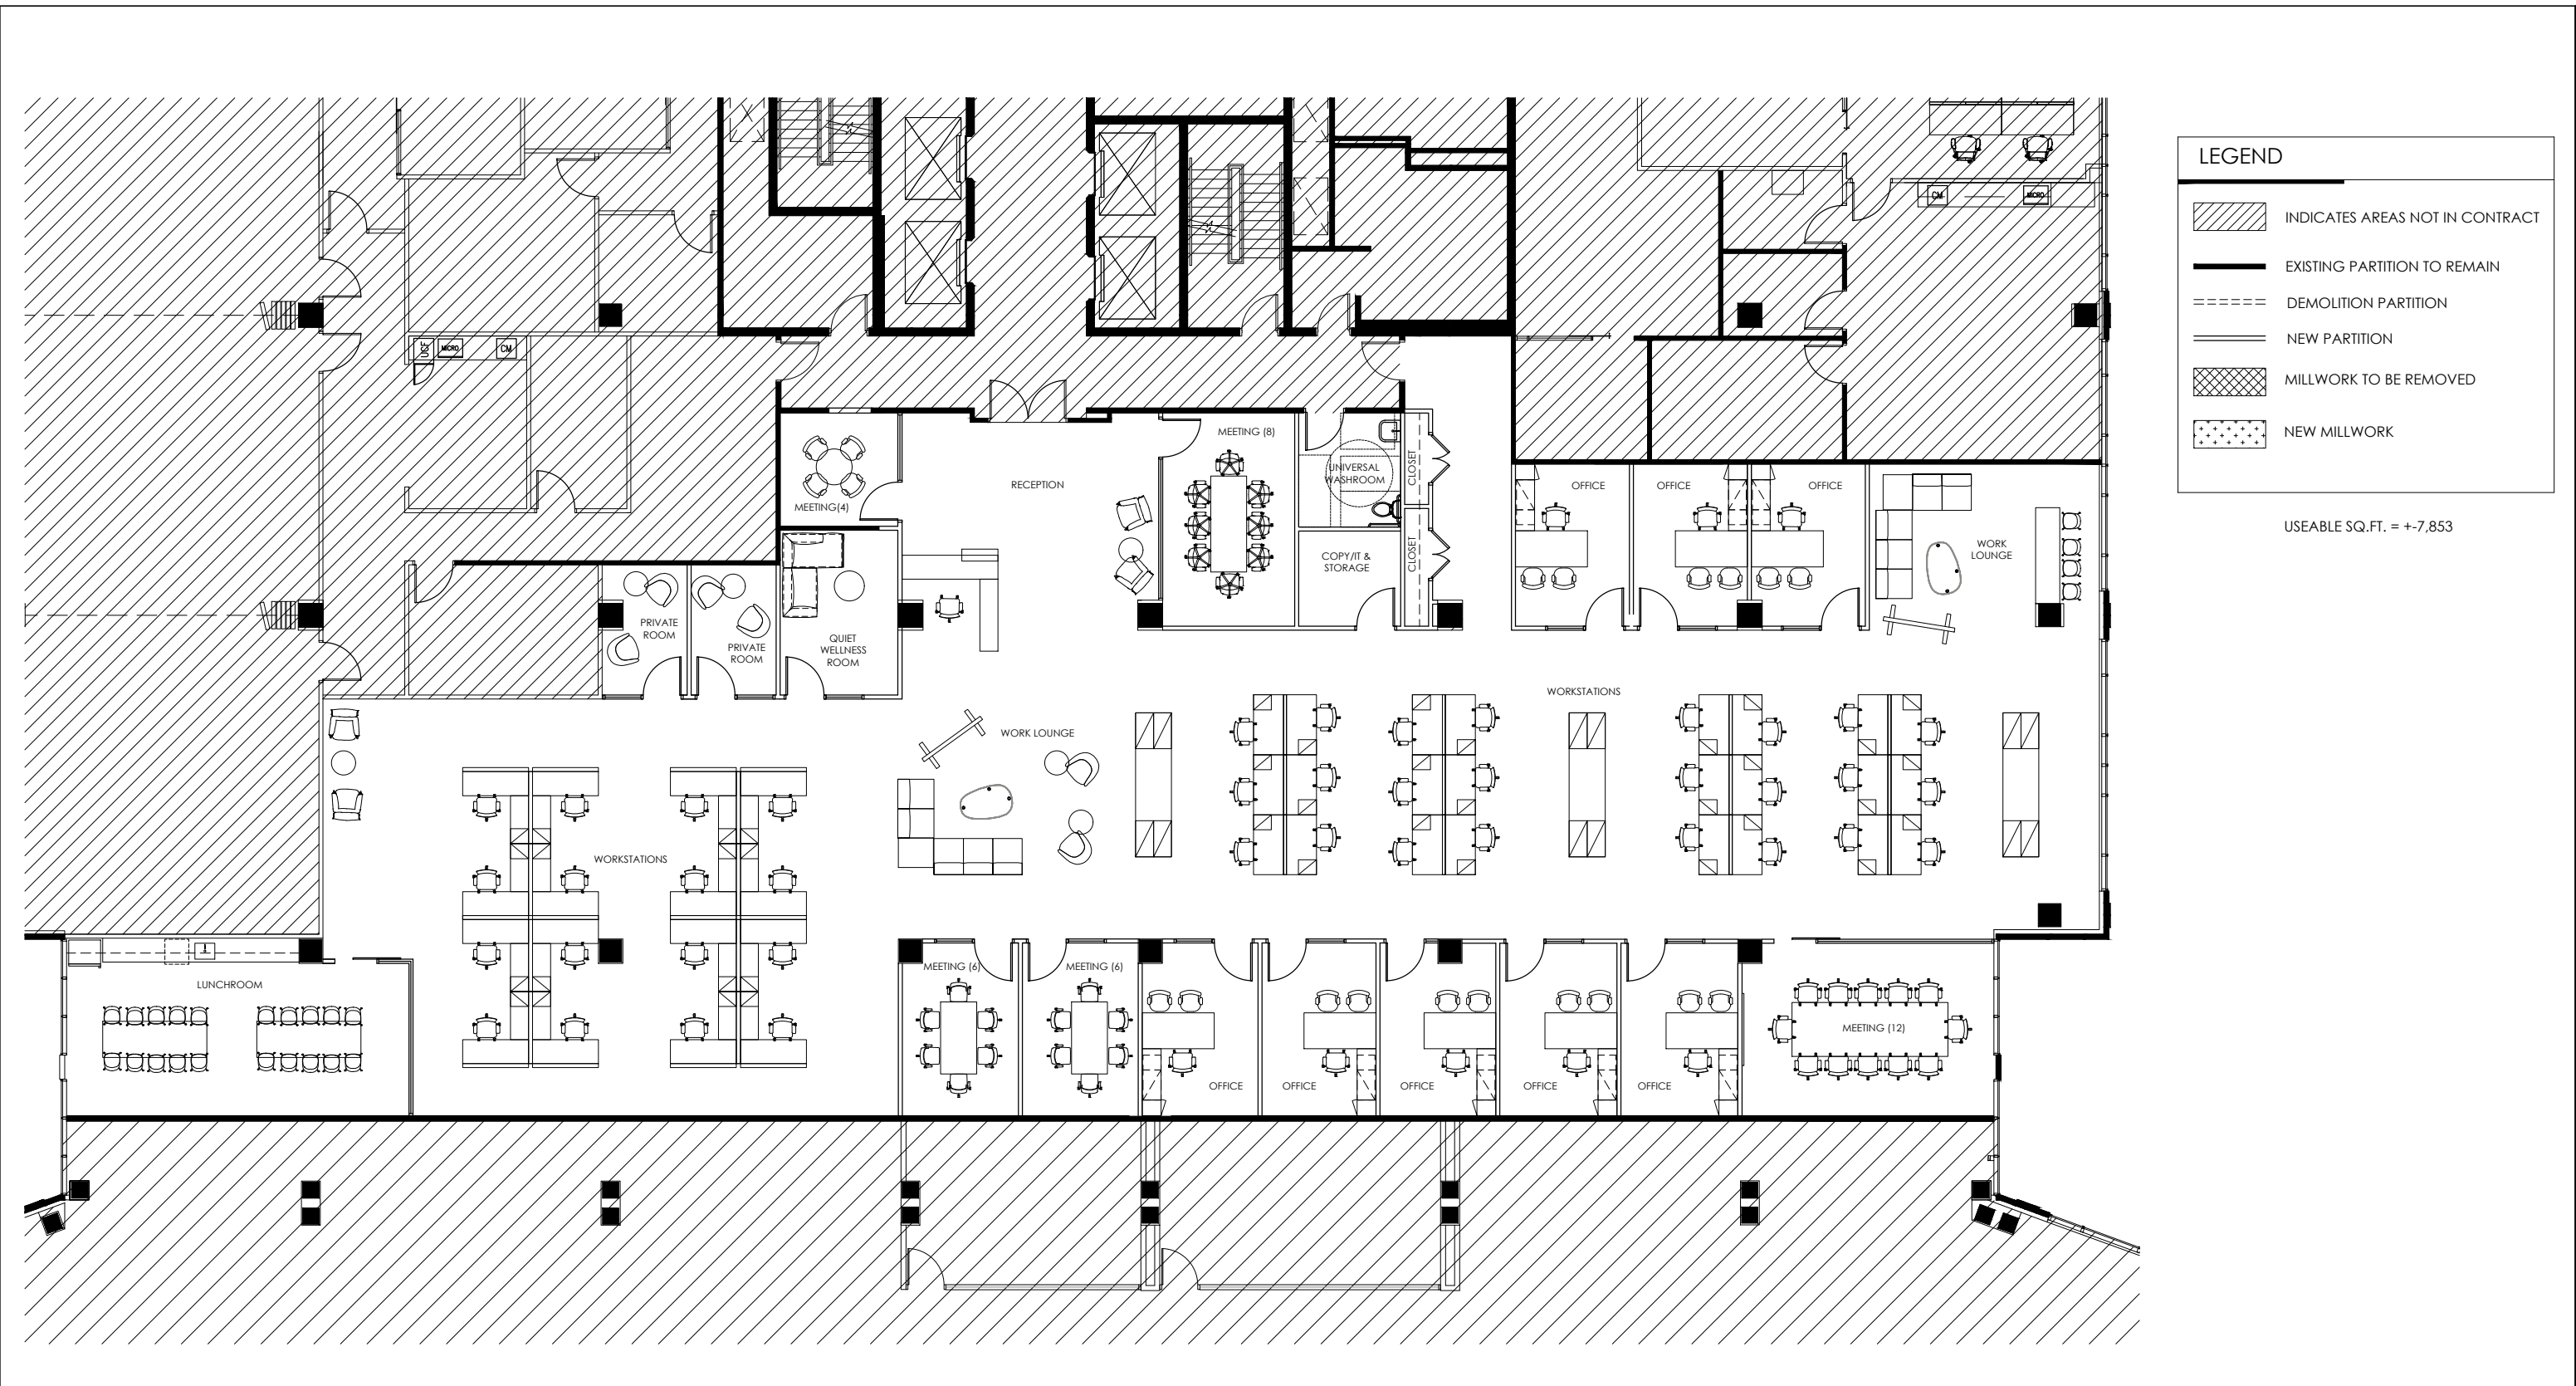 LEGEND
INDICATES AREAS NOT IN CONTRACT
EXISTING PARTITION TO REMAIN
DEMOLITION PARTITION
NEW PARTITION
MILLWORK TO BE REMOVED
NEW MILLWORK
USEABLE SQ.FT. = +-7,853
CM
MICRO
UCF
MICRO
CM
MEETING(4)
RECEPTION
MEETING (8)
UNIVERSAL
WASHROOM
CLOSET
CLOSET
COPY/IT &
STORAGE
OFFICE
OFFICE
OFFICE
WORK
LOUNGE
PRIVATE
ROOM
PRIVATE
ROOM
QUIET
WELLNESS
ROOM
WORK LOUNGE
WORKSTATIONS
WORKSTATIONS
LUNCHROOM
MEETING (6)
MEETING (6)
OFFICE
OFFICE
OFFICE
OFFICE
OFFICE
MEETING (12)